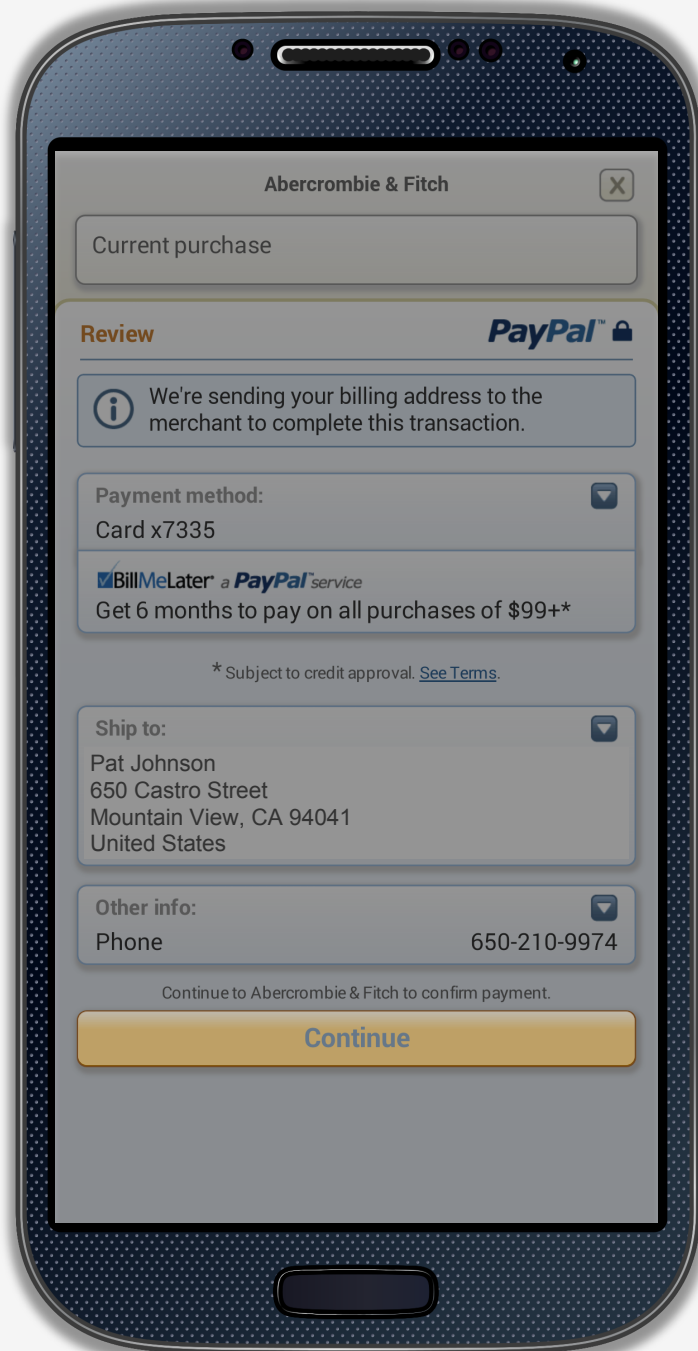 Abercrombie & Fitch
X
Current purchase
Review
PayPal™
We're sending your billing address to the
merchant to complete this transaction.
Payment method:
Card x7335
BillMeLater® a PayPal™ service
Get 6 months to pay on all purchases of $99+*
* Subject to credit approval. See Terms.
Ship to:
Pat Johnson
650 Castro Street
Mountain View, CA 94041
United States
Other info:
Phone 650-210-9974
Continue to Abercrombie & Fitch to confirm payment.
Continue